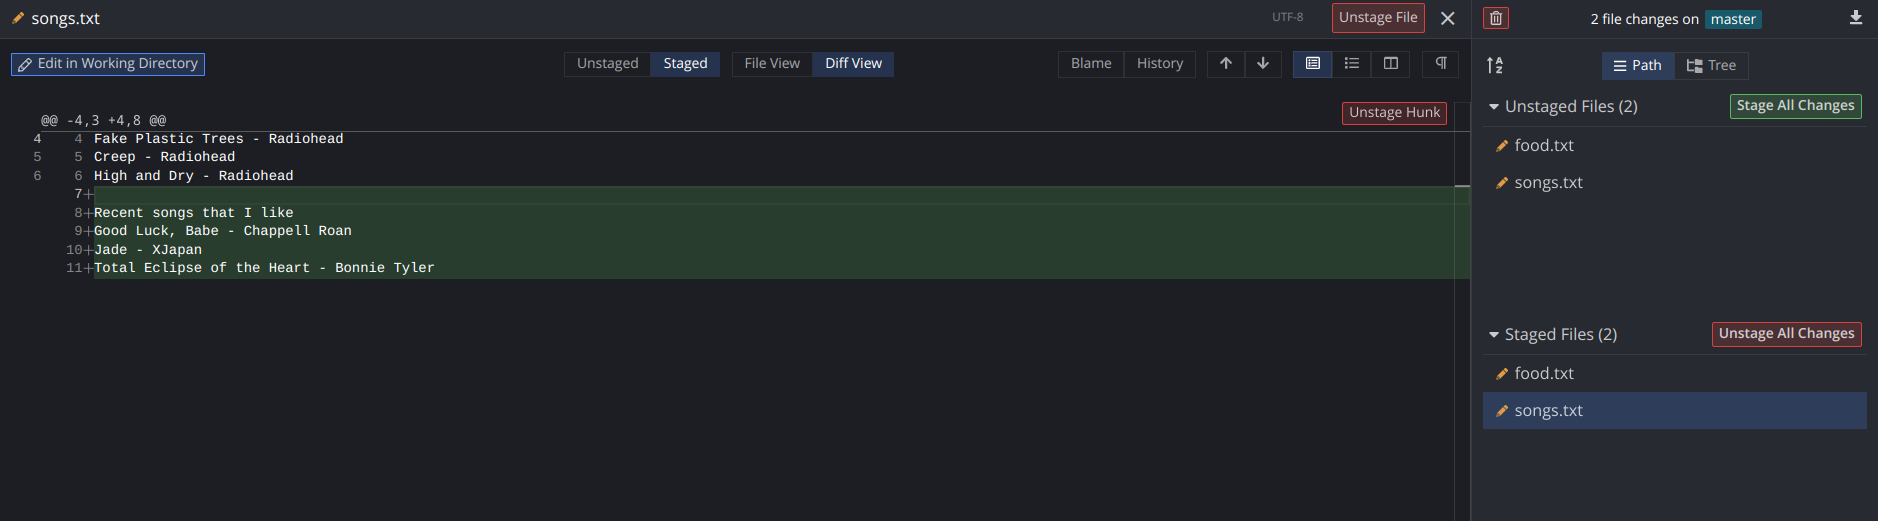 songs.txt
UTF-8
Unstage File
2 file changes on master
Edit in Working Directory
Unstaged Staged
File View Diff View
Blame History
Path Tree
@@ -4,3 +4,8 @@
Unstage Hunk
4 4 Fake Plastic Trees - Radiohead
5 5 Creep - Radiohead
6 6 High and Dry - Radiohead
7+
8+Recent songs that I like
9+Good Luck, Babe - Chappell Roan
10+Jade - XJapan
11+Total Eclipse of the Heart - Bonnie Tyler
Unstaged Files (2)
Stage All Changes
food.txt
songs.txt
Staged Files (2)
Unstage All Changes
food.txt
songs.txt